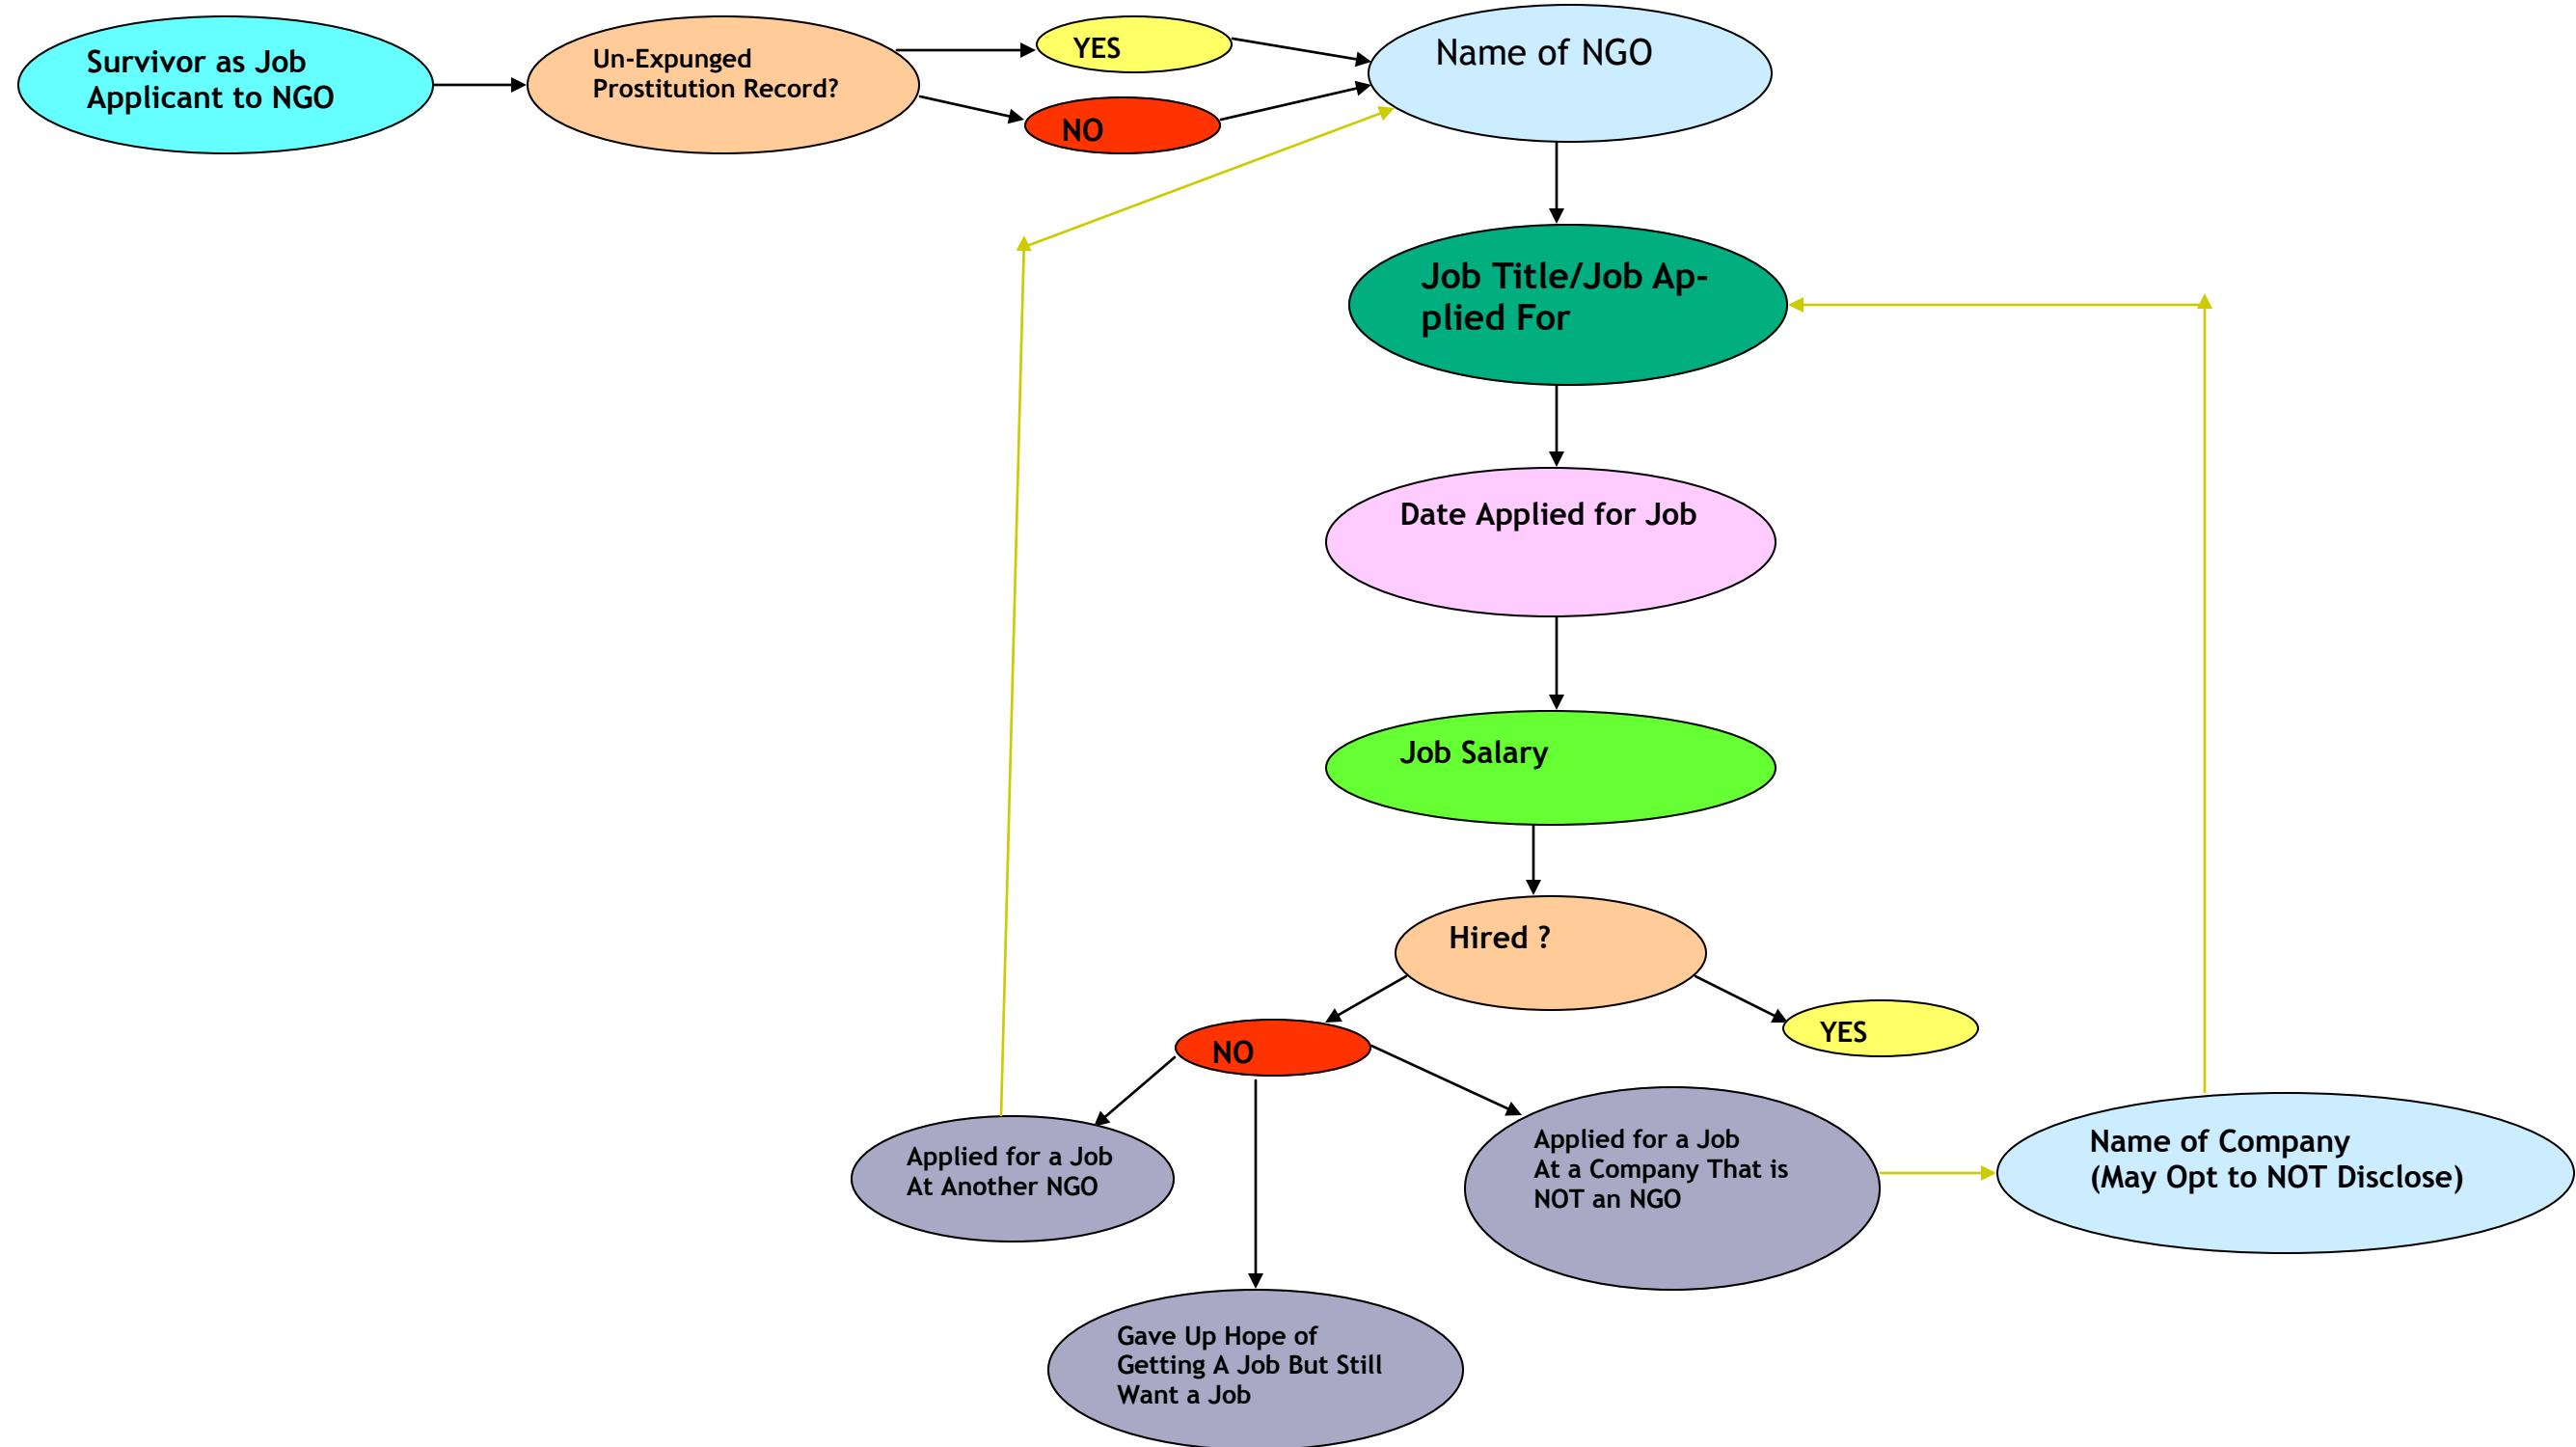 Survivor as Job
Applicant to NGO
Un-Expunged
Prostitution Record?
YES
NO
Name of NGO
Job Title/Job Ap-
plied For
Date Applied for Job
Job Salary
Hired ?
NO
YES
Applied for a Job
At Another NGO
Applied for a Job
At a Company That is
NOT an NGO
Name of Company
(May Opt to NOT Disclose)
Gave Up Hope of
Getting A Job But Still
Want a Job